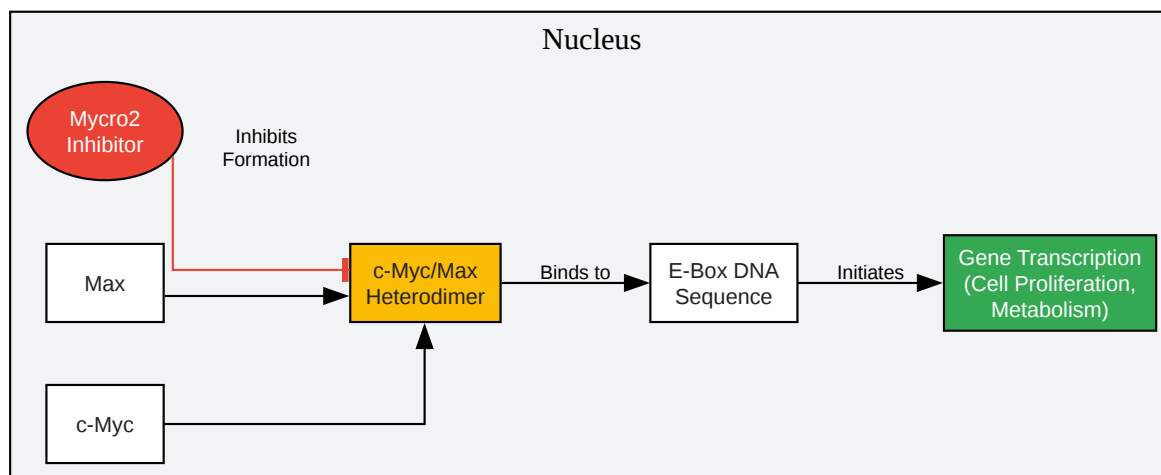 Nucleus
Mycro2
Inhibitor
Inhibits
Formation
Max
c-Myc/Max
Heterodimer
Binds to
E-Box DNA
Sequence
Initiates
Gene Transcription
(Cell Proliferation,
Metabolism)
c-Myc